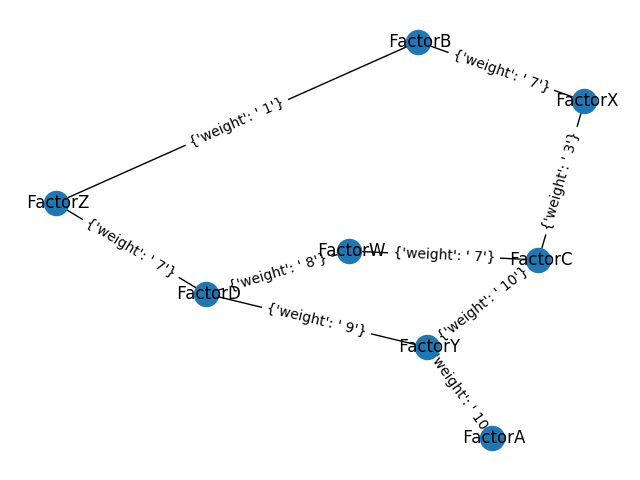 FactorB
{'weight': ' 7'}
FactorX
{'weight': ' 1'}
{'weight': ' 3'}
FactorZ
{'weight': ' 7'}
FactorW
{'weight': ' 7'}
FactorC
{'weight': ' 8'}
FactorD
{'weight': ' 10'}
{'weight': ' 9'}
FactorY
weight': ' 10
FactorA